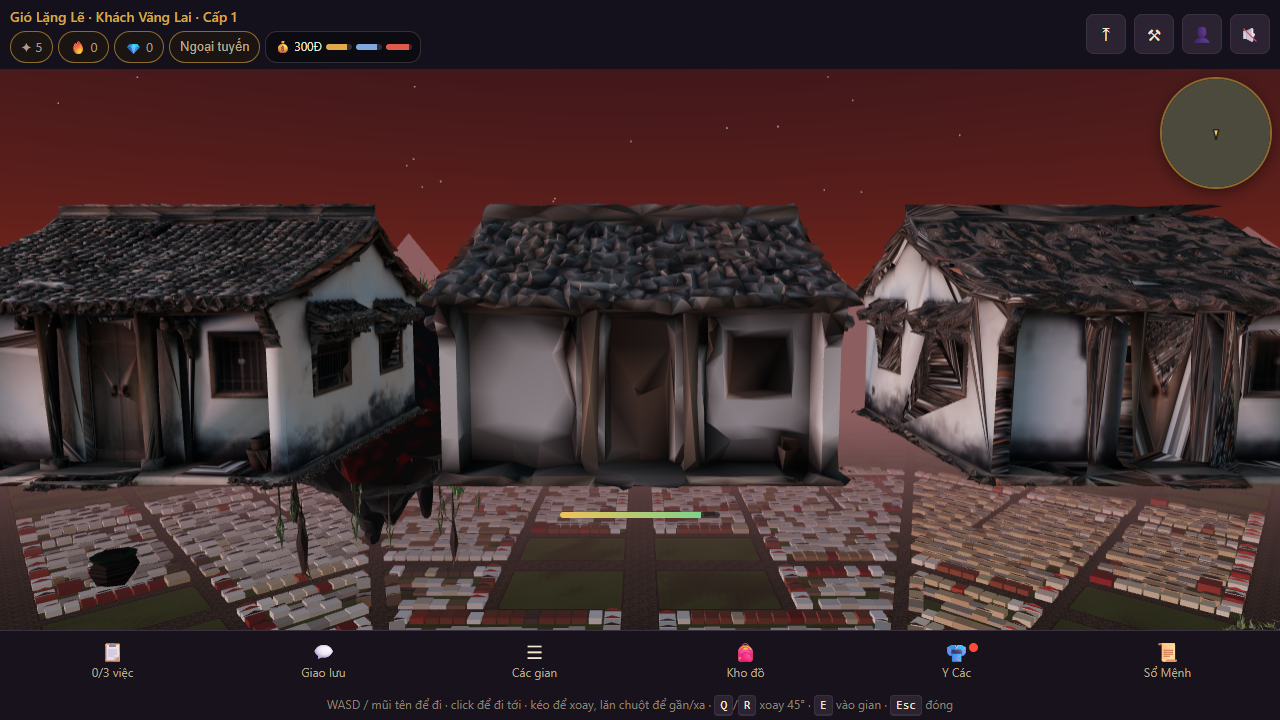 Gió Lặng Lẽ · Khách Vãng Lai · Cấp 1
5
0
0
Ngoại tuyến
300Đ
0/3 việc
Giao lưu
Các gian
Kho đồ
Y Các
Sổ Mệnh
WASD / mũi tên để đi · click để đi tới · kéo để xoay, lăn chuột để gần/xa · Q / R xoay 45° · E vào gian · Esc đóng